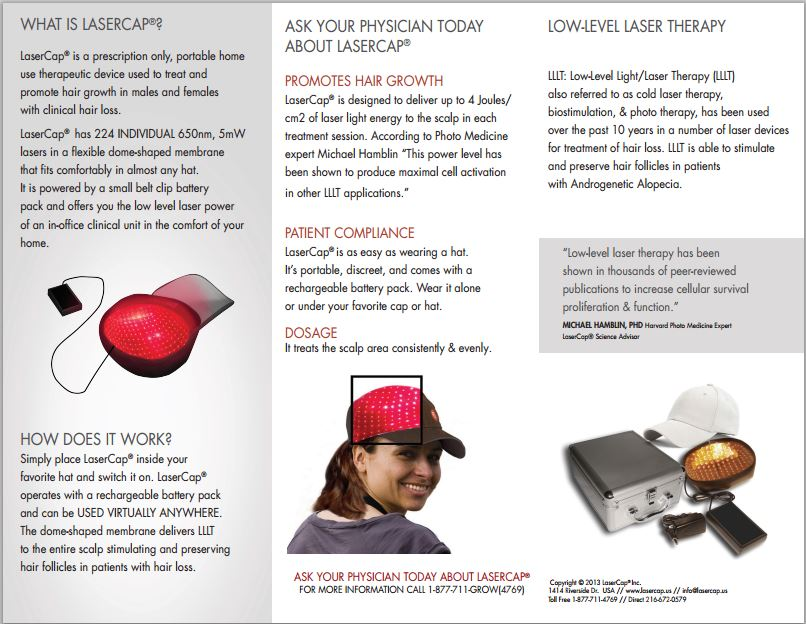 WHAT IS LASERCAP®?
LaserCap® is a prescription only, portable home
use therapeutic device used to treat and
promote hair growth in males and females
with clinical hair loss.
LaserCap® has 224 INDIVIDUAL 650nm, 5mW
lasers in a flexible dome-shaped membrane
that fits comfortably in almost any hat.
It is powered by a small belt clip battery
pack and offers you the low level laser power
of an in-office clinical unit in the comfort of your
home.
HOW DOES IT WORK?
Simply place LaserCap® inside your
favorite hat and switch it on. LaserCap®
operates with a rechargeable battery pack
and can be USED VIRTUALLY ANYWHERE.
The dome-shaped membrane delivers LLLT
to the entire scalp stimulating and preserving
hair follicles in patients with hair loss.
ASK YOUR PHYSICIAN TODAY
ABOUT LASERCAP®
PROMOTES HAIR GROWTH
LaserCap® is designed to deliver up to 4 Joules/
cm2 of laser light energy to the scalp in each
treatment session. According to Photo Medicine
expert Michael Hamblin “This power level has
been shown to produce maximal cell activation
in other LLLT applications.”
PATIENT COMPLIANCE
LaserCap® is as easy as wearing a hat.
It’s portable, discreet, and comes with a
rechargeable battery pack. Wear it alone
or under your favorite cap or hat.
DOSAGE
It treats the scalp area consistently & evenly.
ASK YOUR PHYSICIAN TODAY ABOUT LASERCAP®
FOR MORE INFORMATION CALL 1-877-711-GROW(4769)
LOW-LEVEL LASER THERAPY
LLLT: Low-Level Light/Laser Therapy (LLLT)
also referred to as cold laser therapy,
biostimulation, & photo therapy, has been used
over the past 10 years in a number of laser devices
for treatment of hair loss. LLLT is able to stimulate
and preserve hair follicles in patients
with Androgenetic Alopecia.
“Low-level laser therapy has been
shown in thousands of peer-reviewed
publications to increase cellular survival
proliferation & function.”
MICHAEL HAMBLIN, PHD Harvard Photo Medicine Expert
LaserCap® Science Advisor
Copyright © 2013 LaserCap® Inc.
1414 Riverside Dr. USA // www.lasercap.us // info@lasercap.us
Toll Free 1-877-711-4769 // Direct 216-672-0579